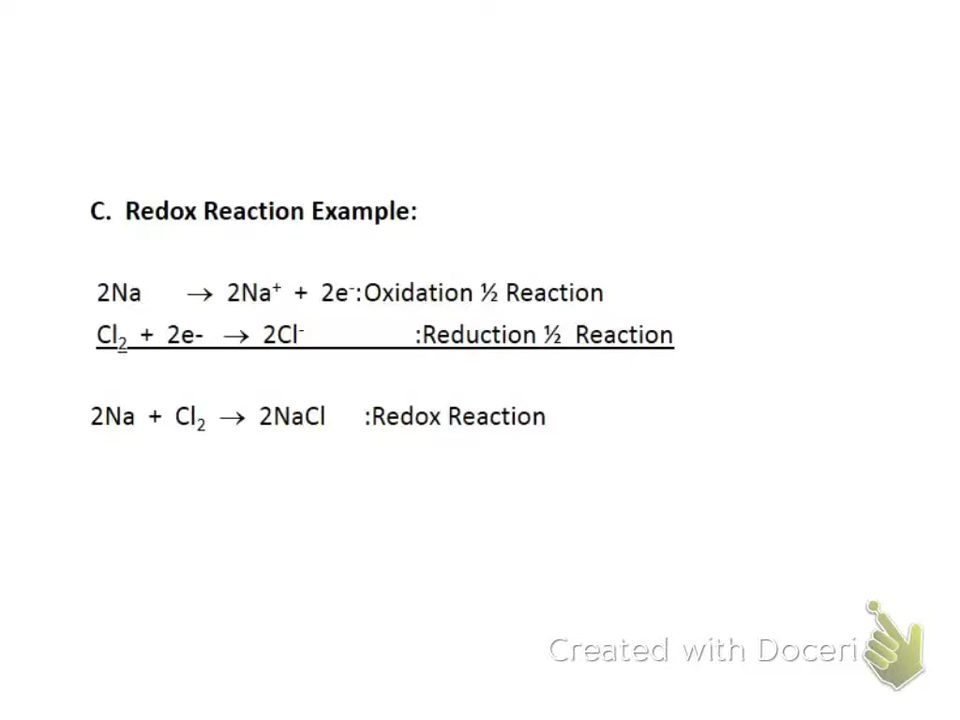 C. Redox Reaction Example:
2Na → 2Na⁺ + 2e⁻:Oxidation ½ Reaction
Cl₂ + 2e- → 2Cl⁻ :Reduction ½ Reaction
2Na + Cl₂ → 2NaCl :Redox Reaction
Created with Doceri